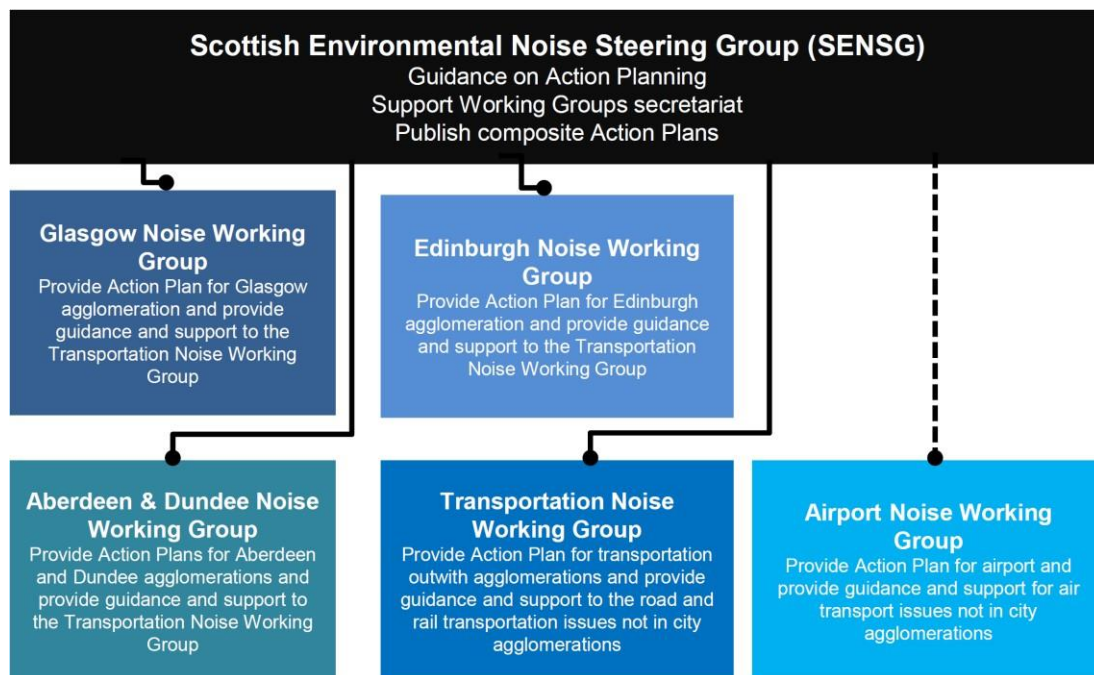 Scottish Environmental Noise Steering Group (SENSG)
Guidance on Action Planning
Support Working Groups secretariat
Publish composite Action Plans
Glasgow Noise Working
Group
Provide Action Plan for Glasgow
agglomeration and provide
guidance and support to the
Transportation Noise Working
Group
Edinburgh Noise Working
Group
Provide Action Plan for Edinburgh
agglomeration and provide guidance
and support to the Transportation
Noise Working Group
Aberdeen & Dundee Noise
Working Group
Provide Action Plans for Aberdeen
and Dundee agglomerations and
provide guidance and support to
the Transportation Noise Working
Group
Transportation Noise
Working Group
Provide Action Plan for transportation
outwith agglomerations and provide
guidance and support to the road and
rail transportation issues not in city
agglomerations
Airport Noise Working
Group
Provide Action Plan for airport and
provide guidance and support for air
transport issues not in city
agglomerations